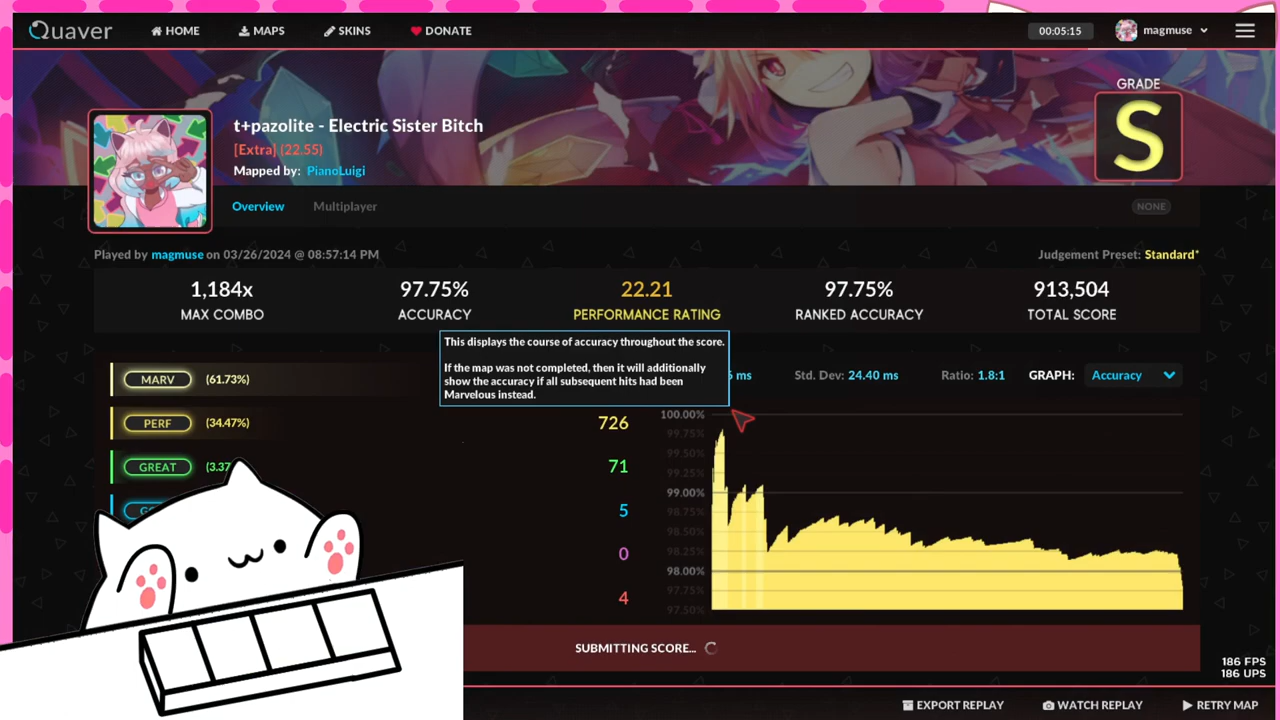 Quaver
HOME
MAPS
SKINS
DONATE
00:05:15
magmuse
GRADE
S
t+pazolite - Electric Sister Bitch
[Extra] (22.55)
Mapped by: PianoLuigi
Overview
Multiplayer
NONE
Played by magmuse on 03/26/2024 @ 08:57:14 PM
Judgement Preset: Standard*
1,184x
MAX COMBO
97.75%
ACCURACY
22.21
PERFORMANCE RATING
97.75%
RANKED ACCURACY
913,504
TOTAL SCORE
This displays the course of accuracy throughout the score.
If the map was not completed, then it will additionally
show the accuracy if all subsequent hits had been
Marvelous instead.
ms
Std. Dev: 24.40 ms
Ratio: 1.8:1
GRAPH:
Accuracy
MARV
(61.73%)
PERF
(34.47%)
726
GREAT
(3.37
71
5
0
4
100.00%
99.75%
99.50%
99.25%
99.00%
98.75%
98.50%
98.25%
98.00%
97.75%
97.50%
SUBMITTING SCORE...
186 FPS
186 UPS
EXPORT REPLAY
WATCH REPLAY
RETRY MAP